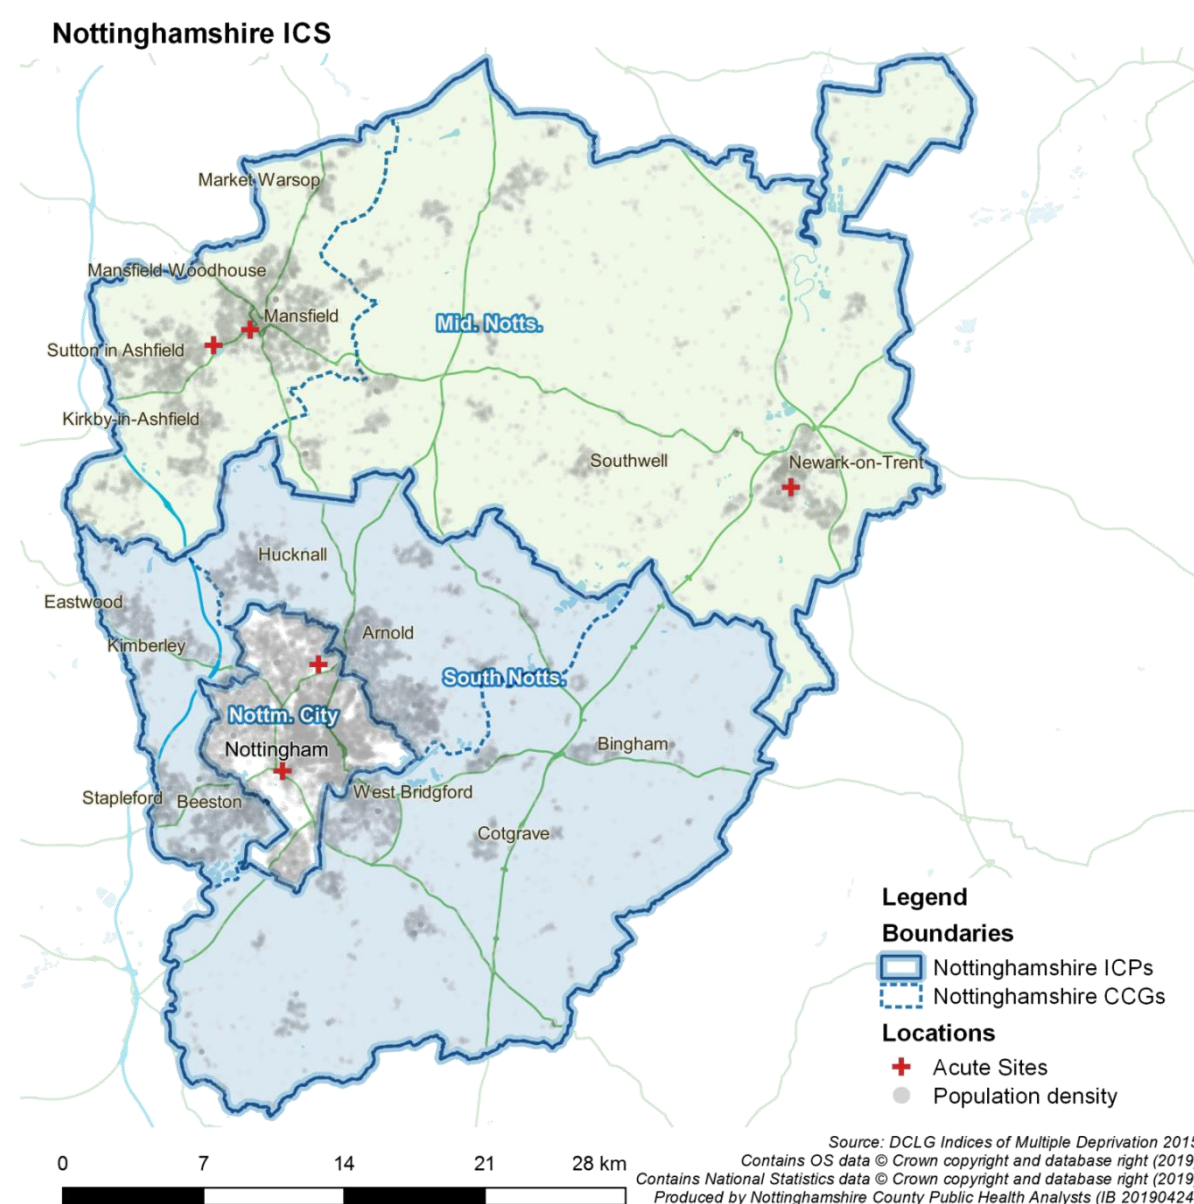 Nottinghamshire ICS
Market Warsop
Mansfield Woodhouse
Mansfield
Mid. Notts.
Sutton in Ashfield
Kirkby-in-Ashfield
Southwell
Newark-on-Trent
Hucknall
Eastwood
Arnold
Kimberley
South Notts.
Nottm. City
Nottingham
Bingham
Stapleford
Beeston
West Bridgford
Cotgrave
Legend
Boundaries
Nottinghamshire ICPs
Nottinghamshire CCGs
Locations
Acute Sites
Population density
Source: DCLG Indices of Multiple Deprivation 2015
Contains OS data © Crown copyright and database right (2019
Contains National Statistics data © Crown copyright and database right (2019
Produced by Nottinghamshire County Public Health Analysts (IB 20190424
0 7 14 21 28 km